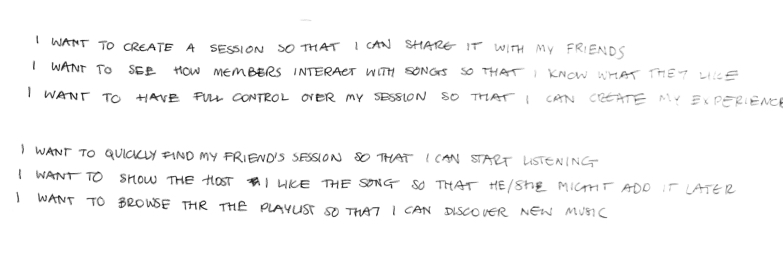 I WANT TO CREATE A SESSION SO THAT I CAN SHARE IT WITH MY FRIENDS
I WANT TO SEE HOW MEMBERS INTERACT WITH SONGS SO THAT I KNOW WHAT THEY LIKE
I WANT TO HAVE FULL CONTROL OVER MY SESSION SO THAT I CAN CREATE MY EXPERIENCE
I WANT TO QUICKLY FIND MY FRIEND'S SESSION SO THAT I CAN START LISTENING
I WANT TO SHOW THE HOST I LIKE THE SONG SO THAT HE/SHE MIGHT ADD IT LATER
I WANT TO BROWSE THR THE PLAYLIST SO THAT I CAN DISCOVER NEW MUSIC